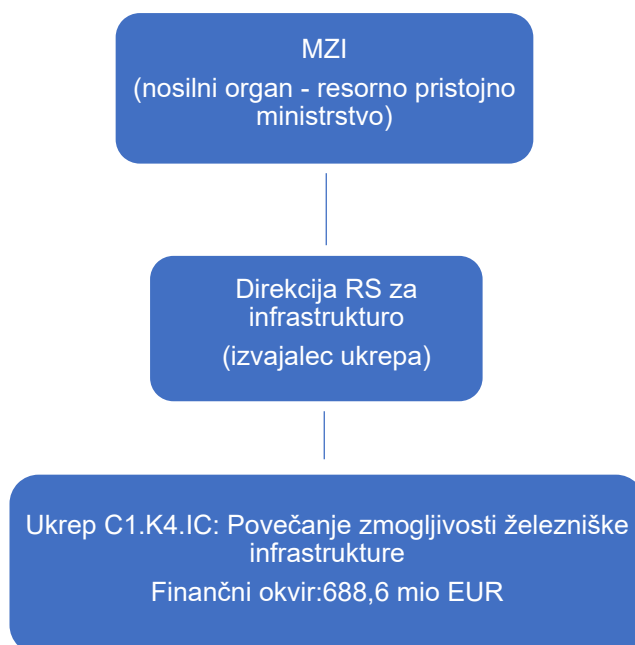 MZI
(nosilni organ - resorno pristojno
ministrstvo)
Direkcija RS za
infrastrukturo
(izvajalec ukrepa)
Ukrep C1.K4.IC: Povečanje zmogljivosti železniške
infrastrukture
Finančni okvir:688,6 mio EUR